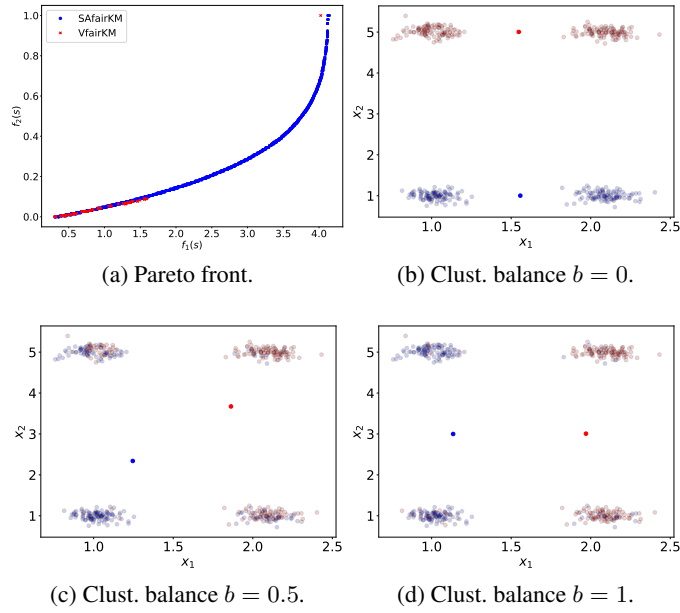 SAfairKM
VfairKM
f₂(s)
1.0
0.8
0.6
0.4
0.2
0.0
0.5 1.0 1.5 2.0 2.5 3.0 3.5 4.0
f₁(s)
(a) Pareto front.
x₂
5
4
3
2
1
1.0 1.5 2.0 2.5
x₁
(b) Clust. balance b = 0.
x₂
5
4
3
2
1
1.0 1.5 2.0 2.5
x₁
(c) Clust. balance b = 0.5.
x₂
5
4
3
2
1
1.0 1.5 2.0 2.5
x₁
(d) Clust. balance b = 1.